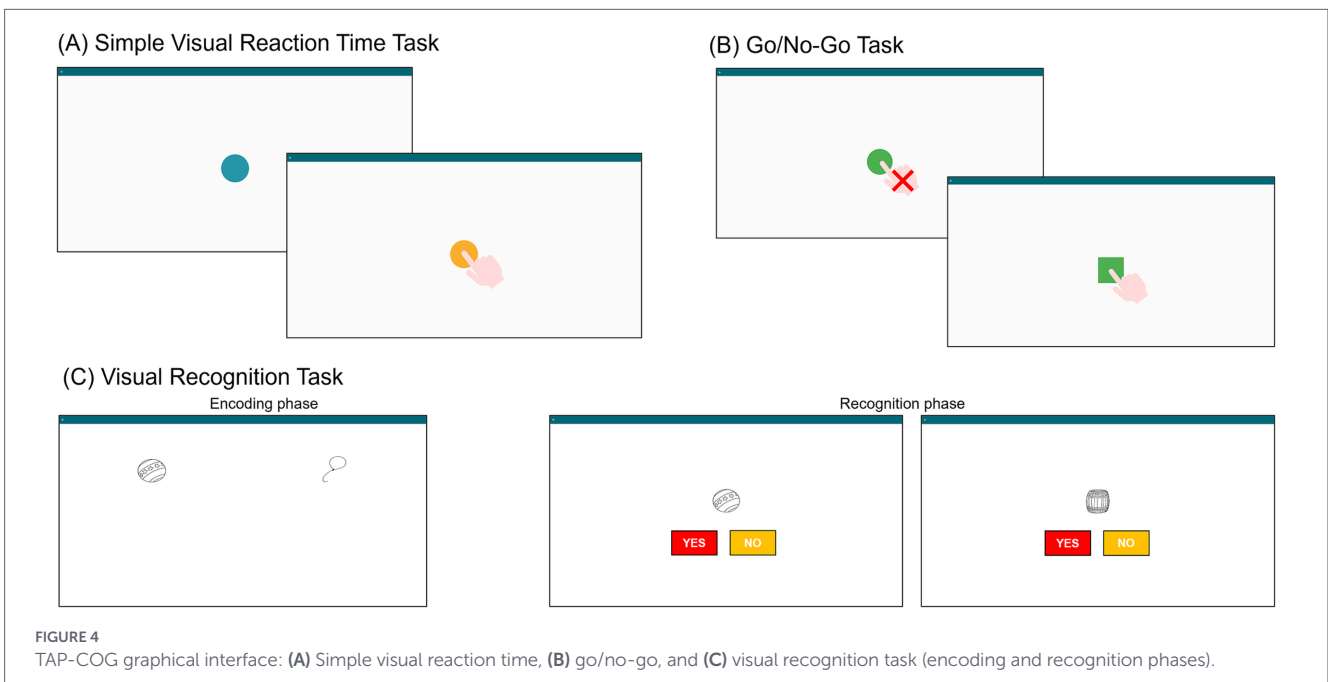 (A) Simple Visual Reaction Time Task
(B) Go/No-Go Task
(C) Visual Recognition Task
Encoding phase
Recognition phase
YES NO
YES NO
FIGURE 4
TAP-COG graphical interface: (A) Simple visual reaction time, (B) go/no-go, and (C) visual recognition task (encoding and recognition phases).